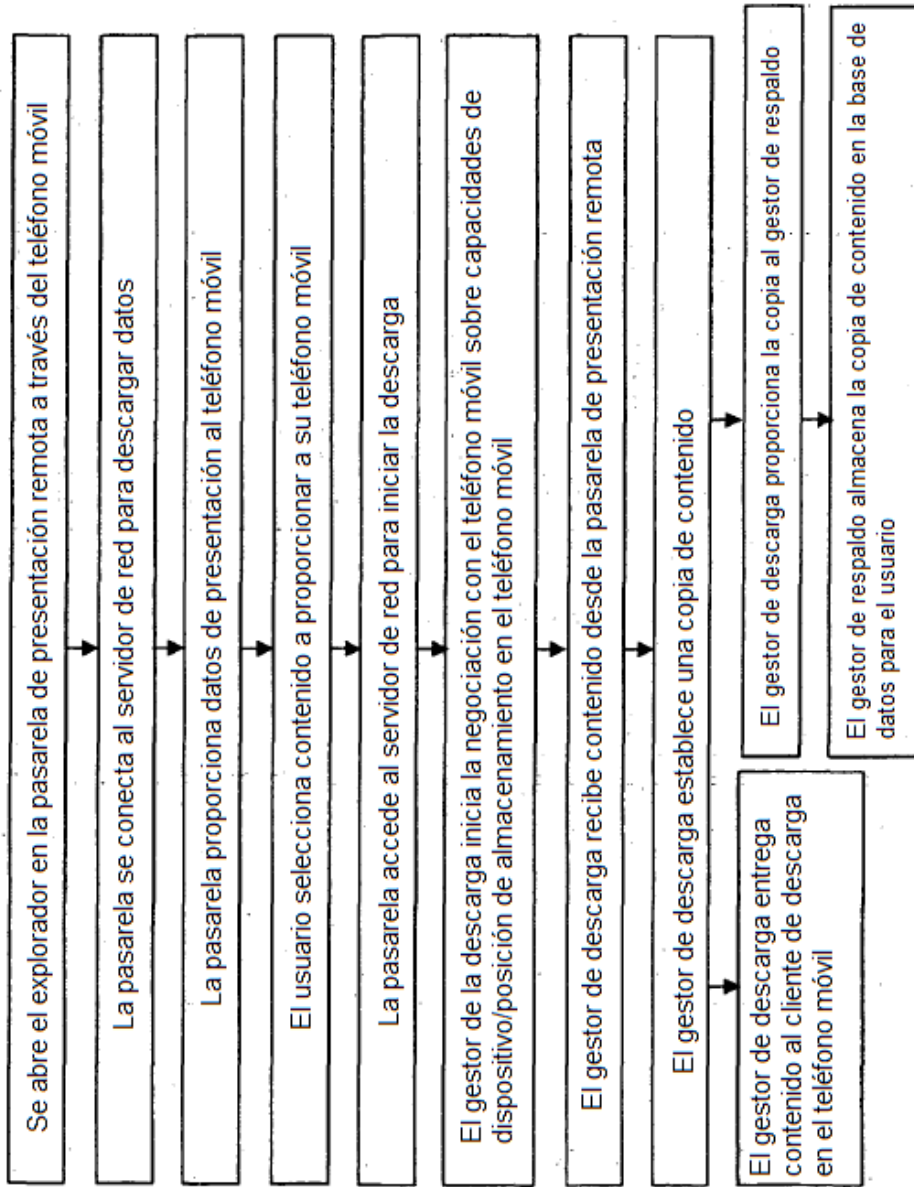 Se abre el explorador en la pasarela de presentación remota a través del teléfono móvil
La pasarela se conecta al servidor de red para descargar datos
La pasarela proporciona datos de presentación al teléfono móvil
El usuario selecciona contenido a proporcionar a su teléfono móvil
La pasarela accede al servidor de red para iniciar la descarga
El gestor de la descarga inicia la negociación con el teléfono móvil sobre capacidades de
dispositivo/posición de almacenamiento en el teléfono móvil
El gestor de descarga recibe contenido desde la pasarela de presentación remota
El gestor de descarga establece una copia de contenido
El gestor de descarga entrega
contenido al cliente de descarga
en el teléfono móvil
El gestor de descarga proporciona la copia al gestor de respaldo
El gestor de respaldo almacena la copia de contenido en la base de
datos para el usuario